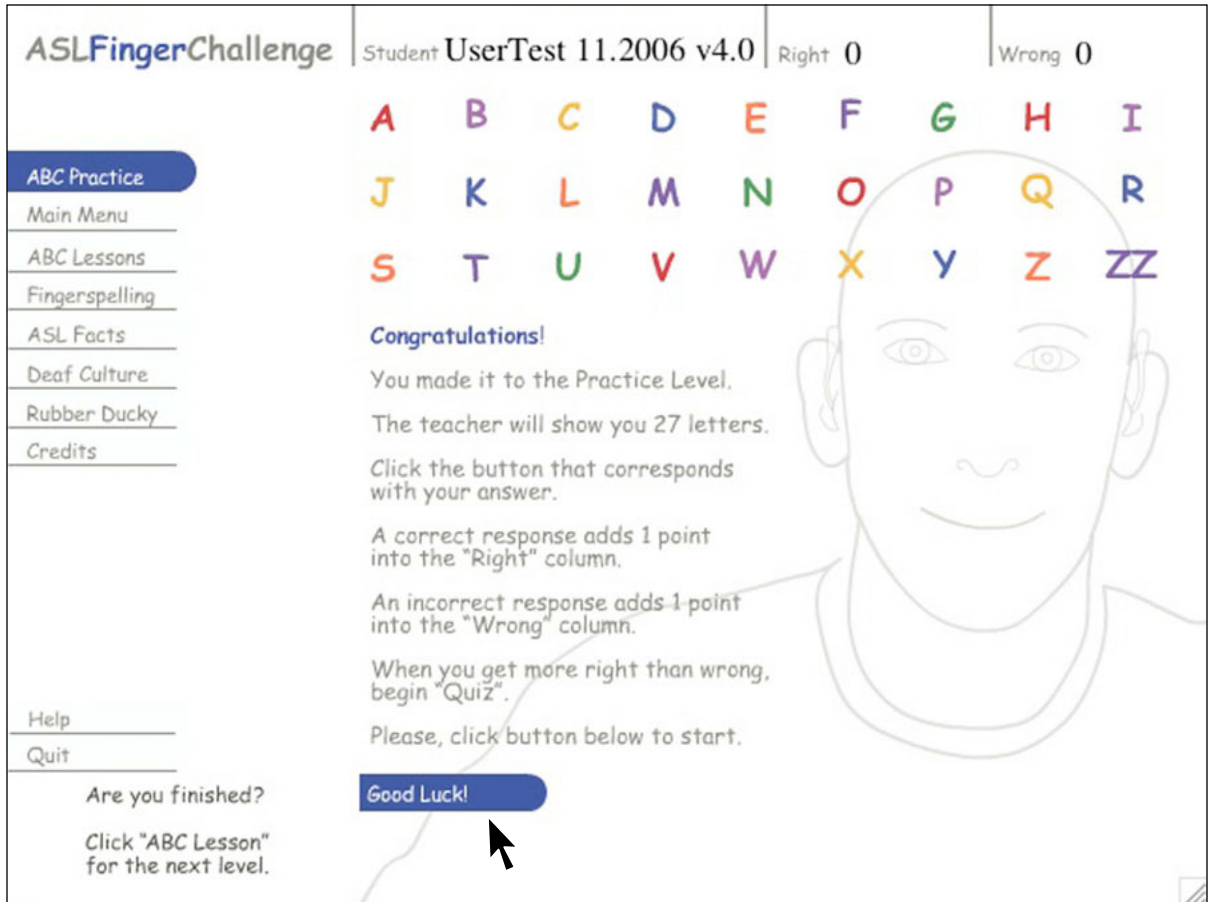 ASLFingerChallenge Student UserTest 11.2006 v4.0 Right 0 Wrong 0
A B C D E F G H I
J K L M N O P Q R
S T U V W X Y Z ZZ
ABC Practice
Main Menu
ABC Lessons
Fingerspelling
ASL Facts
Deaf Culture
Rubber Ducky
Credits
Congratulations!
You made it to the Practice Level.
The teacher will show you 27 letters.
Click the button that corresponds
with your answer.
A correct response adds 1 point
into the "Right" column.
An incorrect response adds 1 point
into the "Wrong" column.
When you get more right than wrong,
begin "Quiz".
Please, click button below to start.
Good Luck!
Help
Quit
Are you finished?
Click "ABC Lesson"
for the next level.